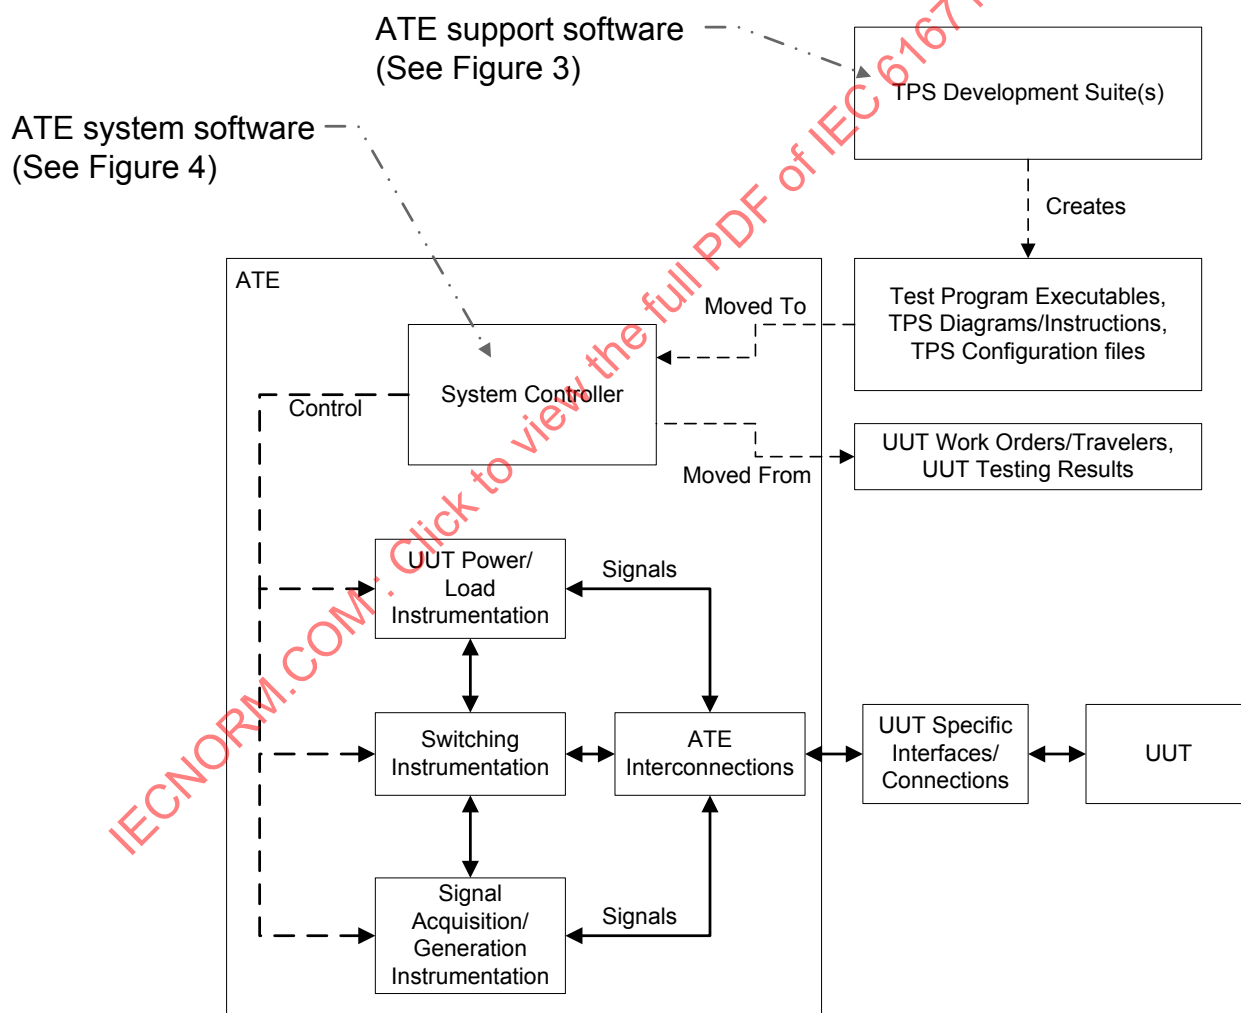 ATE support software
(See Figure 3)
TPS Development Suite(s)
ATE system software
(See Figure 4)
Creates
ATE
Test Program Executables,
TPS Diagrams/Instructions,
TPS Configuration files
Moved To
System Controller
Control
UUT Work Orders/Travelers,
UUT Testing Results
Moved From
UUT Power/
Load
Instrumentation
Signals
Switching
Instrumentation
ATE
Interconnections
UUT Specific
Interfaces/
Connections
UUT
Signal
Acquisition/
Generation
Instrumentation
Signals
IECNORM.COM : Click to view the full PDF of IEC 6167